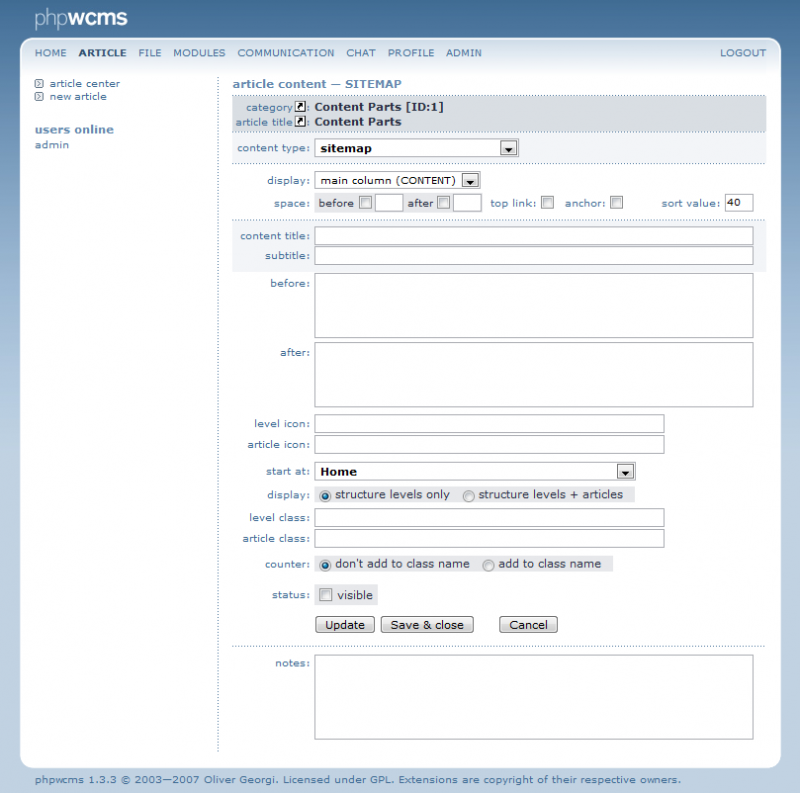 phpwcms
HOME ARTICLE FILE MODULES COMMUNICATION CHAT PROFILE ADMIN LOGOUT
article center
new article
users online
admin
article content — SITEMAP
category: Content Parts [ID:1]
article title: Content Parts
content type: sitemap
display: main column (CONTENT)
space: before after top link: anchor: sort value: 40
content title:
subtitle:
before:
after:
level icon:
article icon:
start at: Home
display: structure levels only structure levels + articles
level class:
article class:
counter: don't add to class name add to class name
status: visible
Update Save & close Cancel
notes:
phpwcms 1.3.3 © 2003—2007 Oliver Georgi. Licensed under GPL. Extensions are copyright of their respective owners.